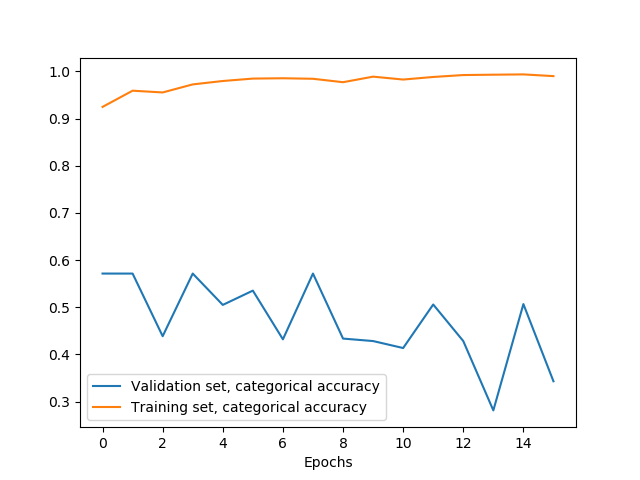 1.0
0.9
0.8
0.7
0.6
0.5
0.4
0.3
Validation set, categorical accuracy
Training set, categorical accuracy
0 2 4 6 8 10 12 14
Epochs